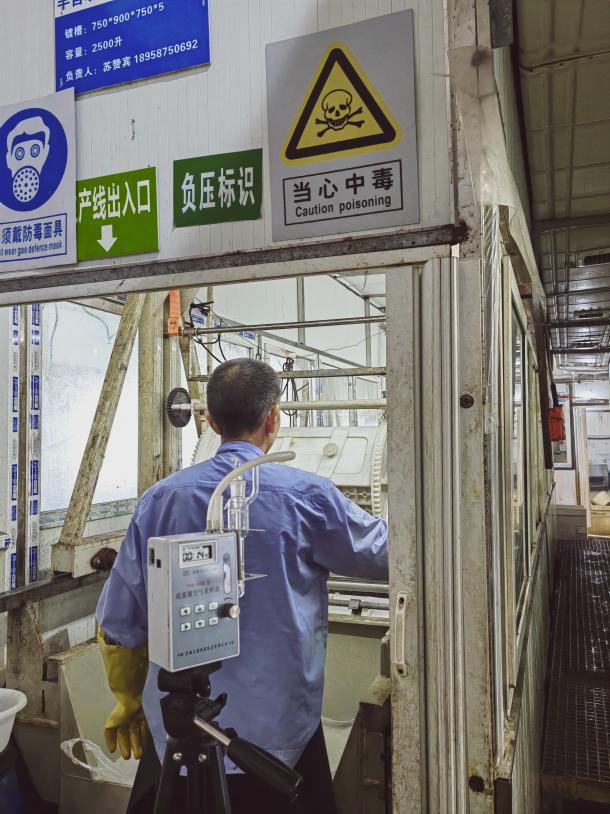 镀槽：750*900*750*5
容量：2500升
负责人：苏赞宾 18958750692
须戴防毒面具
t wear gas defence mask
产线出入口
负压标识
当心中毒
Caution poisoning
00:24